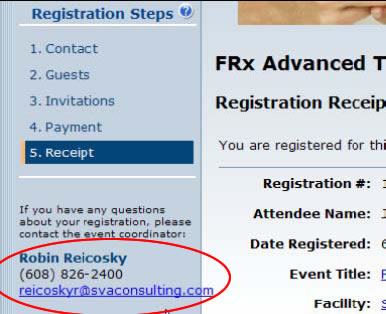 Registration Steps ?
1. Contact
2. Guests
3. Invitations
4. Payment
5. Receipt
If you have any questions
about your registration, please
contact the event coordinator:
Robin Reicosky
(608) 826-2400
reicoskyr@svaconsulting.com
FRx Advanced T
Registration Receip
You are registered for thi
Registration #:
Attendee Name:
Date Registered: 6
Event Title:
Facility: